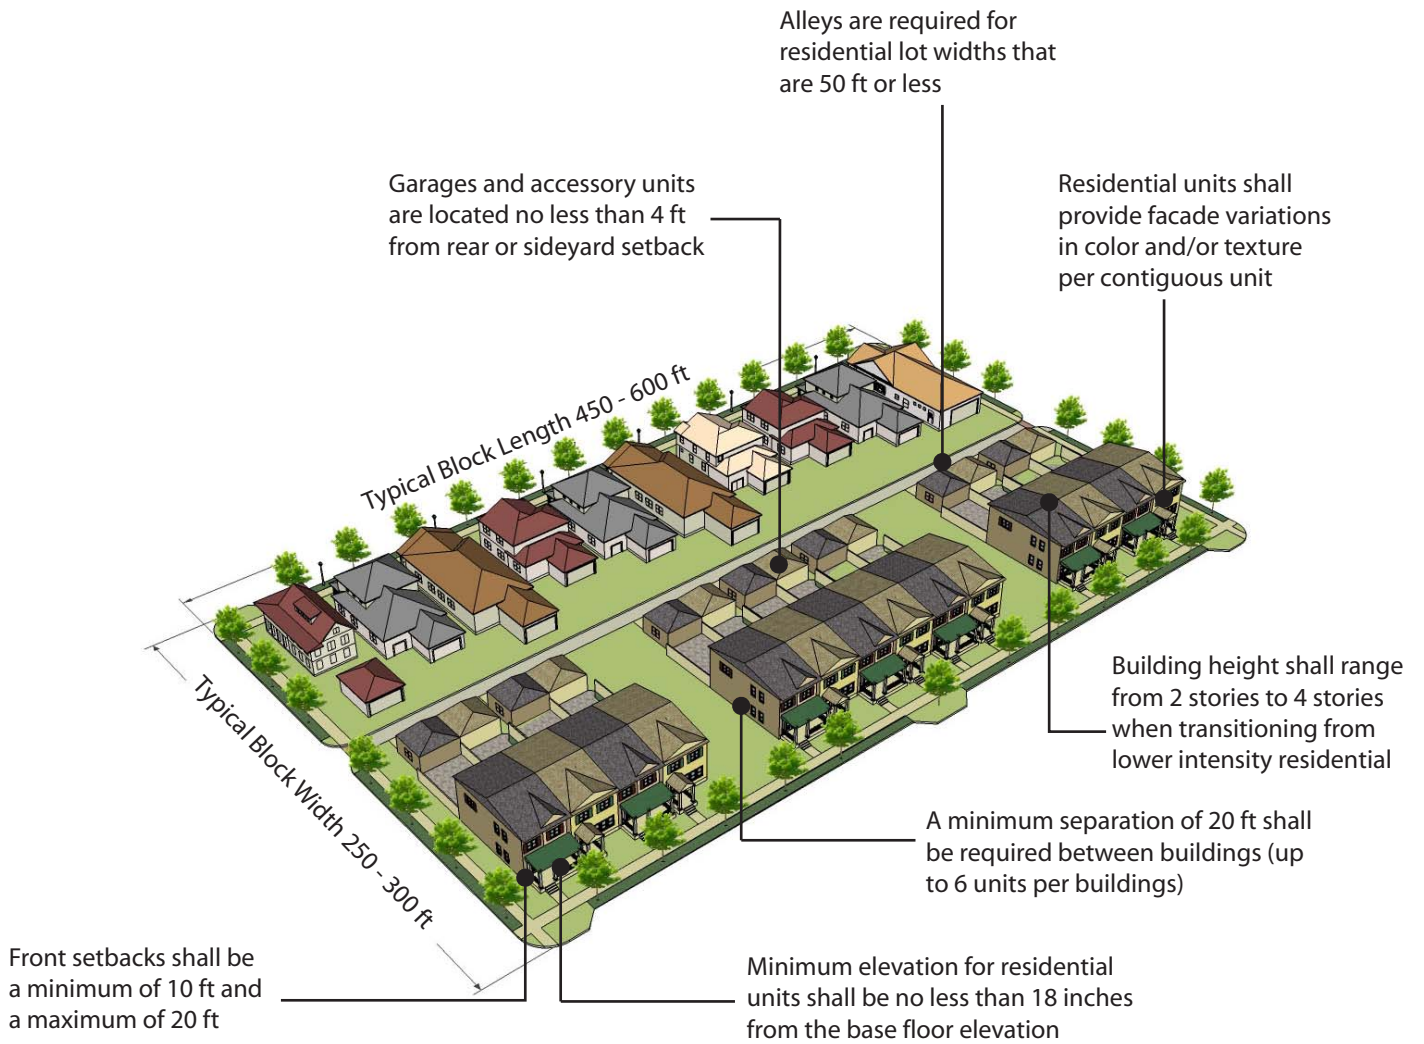 Alleys are required for
residential lot widths that
are 50 ft or less
Garages and accessory units
are located no less than 4 ft
from rear or sideyard setback
Residential units shall
provide facade variations
in color and/or texture
per contiguous unit
Typical Block Length 450 - 600 ft
Typical Block Width 250 - 300 ft
Building height shall range
from 2 stories to 4 stories
when transitioning from
lower intensity residential
A minimum separation of 20 ft shall
be required between buildings (up
to 6 units per buildings)
Front setbacks shall be
a minimum of 10 ft and
a maximum of 20 ft
Minimum elevation for residential
units shall be no less than 18 inches
from the base floor elevation